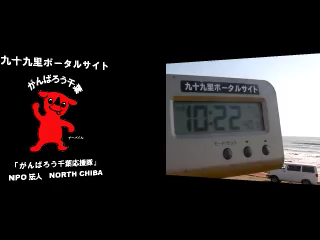 九十九里ポータルサイト
がんばろう千葉
「がんばろう千葉応援隊」
NPO 法人 NORTH CHIBA
九十九里ポータルサイト
10:22